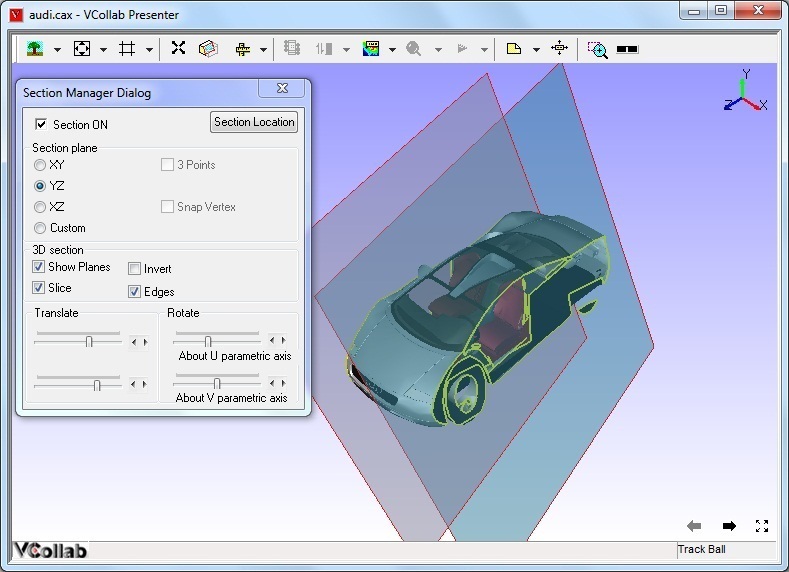 audi.cax - VCollab Presenter
Section Manager Dialog
Section ON
Section Location
Section plane
XY
3 Points
YZ
XZ
Snap Vertex
Custom
3D section
Show Planes
Invert
Slice
Edges
Translate
Rotate
About U parametric axis
About V parametric axis
Y
Z
X
VCollab
Track Ball